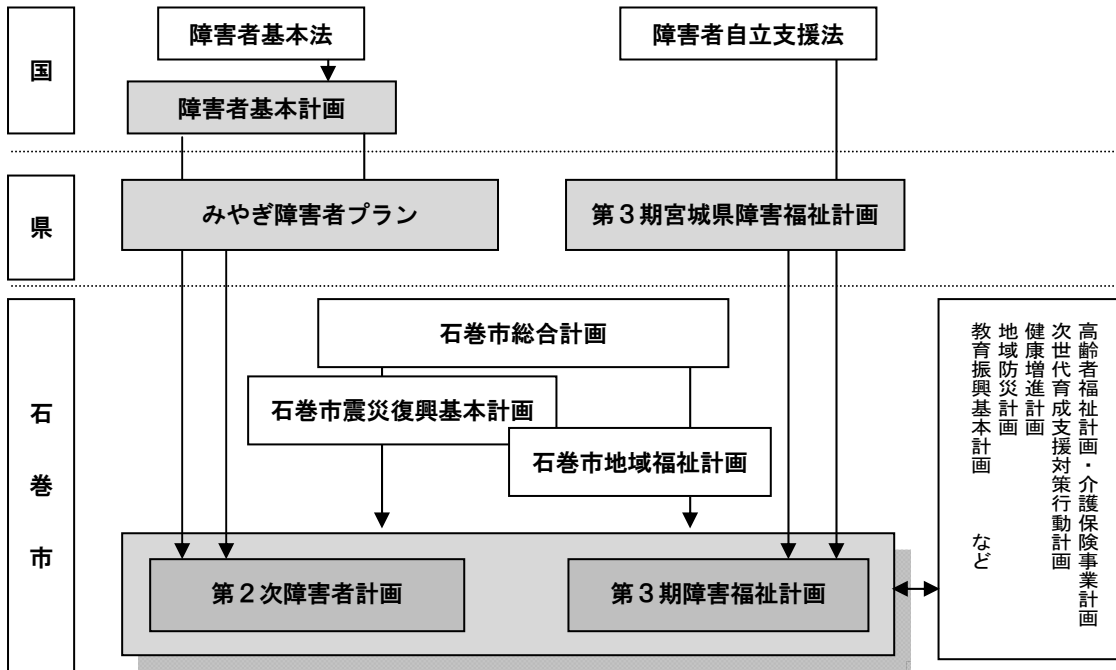 国
障害者基本法
障害者自立支援法
障害者基本計画
県
みやぎ障害者プラン
第3期宮城県障害福祉計画
石巻市
石巻市総合計画
石巻市震災復興基本計画
石巻市地域福祉計画
第2次障害者計画
第3期障害福祉計画
高齢者福祉計画・介護保険事業計画
次世代育成支援対策行動計画
健康増進計画
地域防災計画
教育振興基本計画 など